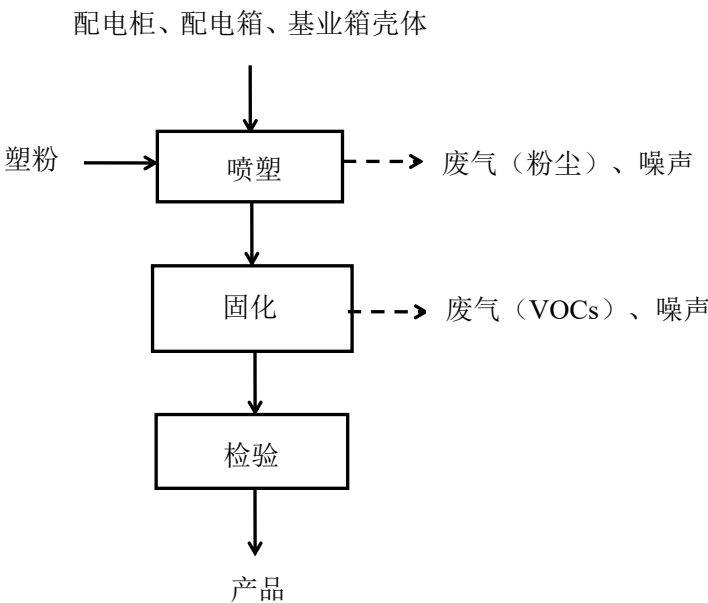 配电柜、配电箱、基业箱壳体
塑粉
喷塑
废气（粉尘）、噪声
固化
废气（VOCs）、噪声
检验
产品